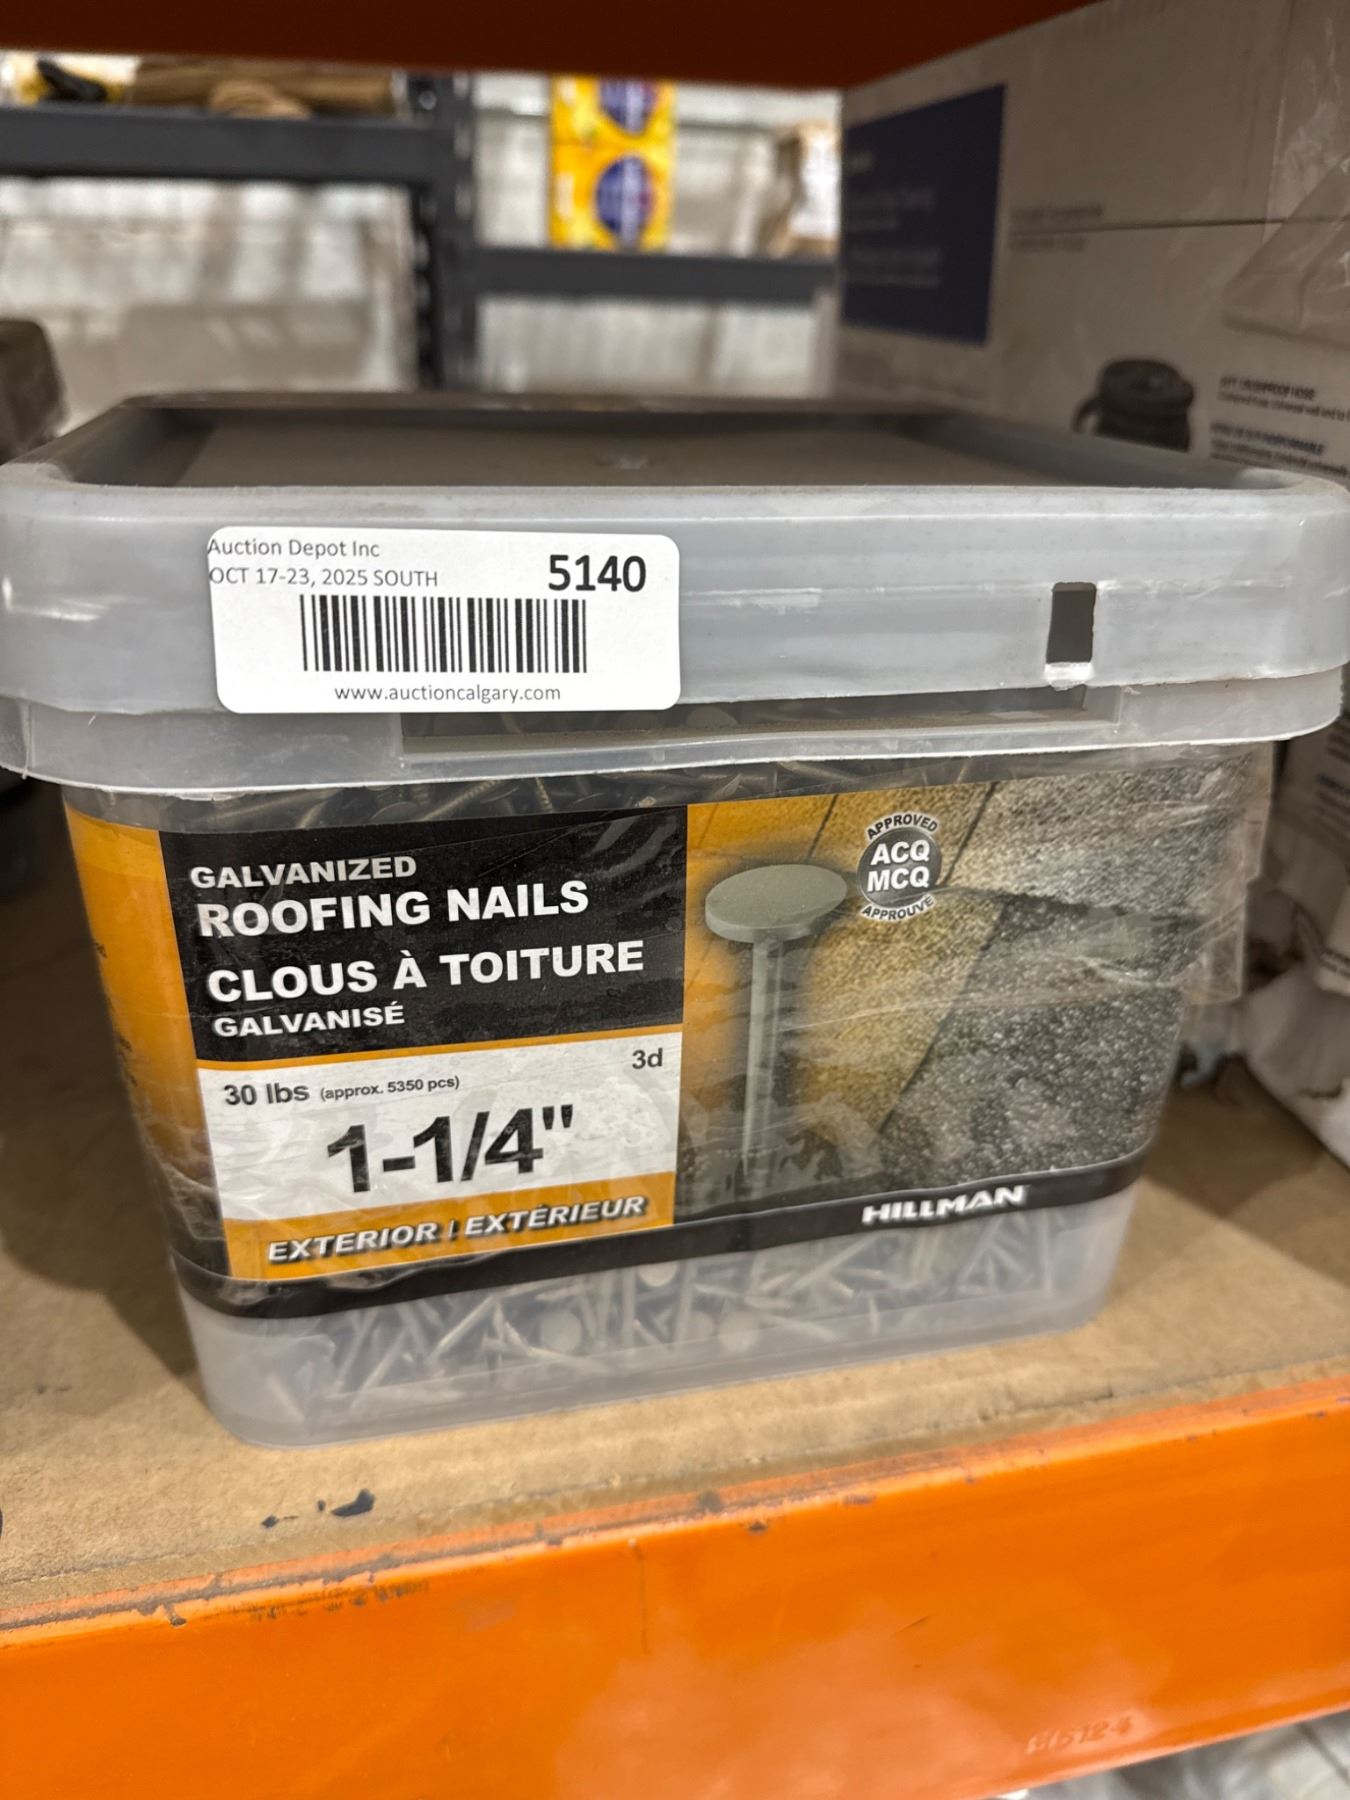 Auction Depot Inc
OCT 17-23, 2025 SOUTH
5140
www.auctioncalgary.com
GALVANIZED
ROOFING NAILS
CLOUS À TOITURE
GALVANISÉ
30 lbs (approx. 5350 pcs)
3d
1-1/4"
EXTERIOR / EXTÉRIEUR
APPROVED
ACQ
MCQ
APPROUVÉ
HILLMAN